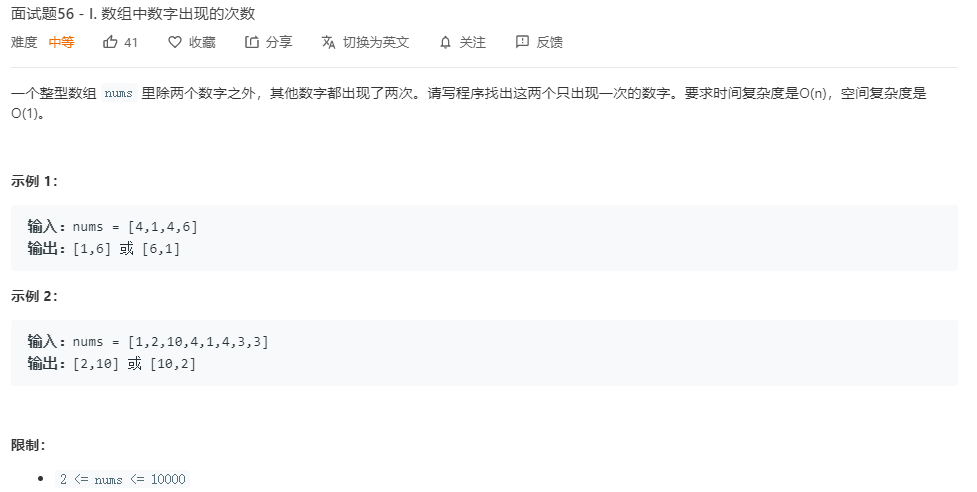 面试题56 - I. 数组中数字出现的次数
难度 中等 41 收藏 分享 切换为英文 关注 反馈
一个整型数组 nums 里除两个数字之外，其他数字都出现了两次。请写程序找出这两个只出现一次的数字。要求时间复杂度是O(n)，空间复杂度是
O(1)。
示例 1：
输入：nums = [4,1,4,6]
输出：[1,6] 或 [6,1]
示例 2：
输入：nums = [1,2,10,4,1,4,3,3]
输出：[2,10] 或 [10,2]
限制：
• 2 <= nums <= 10000